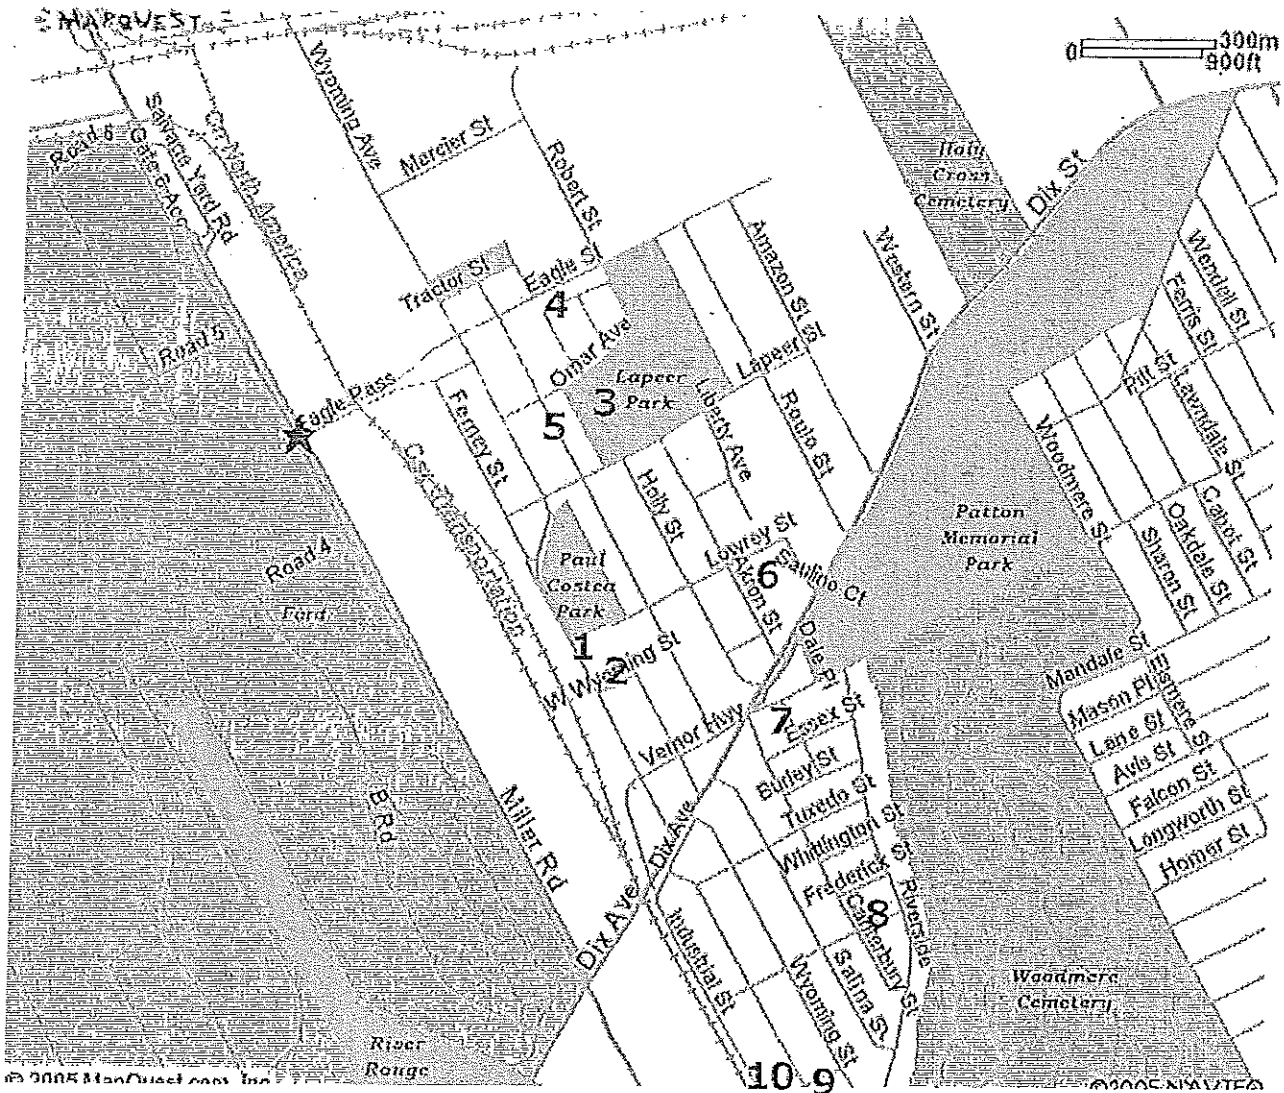 MAPQUEST
0 300m
900ft
Wyoming Ave
Mercier St
Robert St
Holy
Cross
Cemetery
Dix St
Road 6
Gate 6 Acc
Salvage Yard Rd
Cn North America
Tractor St
Eagle St
4
Amazon St
Western St
Wendell St
Ferris St
Road 5
Omar Ave
Lapeer
Park
3
Lapeer St
Pitt St
Lawndale St
Eagle Pass
Ferney St
5
Liberty Ave
Roulo St
Woodmere St
Csx Transportation
Holly St
Patton
Memorial
Park
Cabot St
Oakdale St
Sharon St
Road 4
Ford
Paul
Costea
Park
Lowrey St
6
Akron St
Saulino Ct
1
2
W Wyoming St
Dale Pl
Mandale St
Mason Pl
Elsmere St
Lane St
Avis St
Falcon St
Longworth St
Homer St
Vernor Hwy
7
Essex St
Burley St
Tuxedo St
Whittington St
Frederick St
B Rd
Miller Rd
Dix Ave
Dix Ave
8
Canterbury St
Riverside
Industrial St
Wyoming St
Salina St
Woodmere
Cemetery
River
Rouge
10
9
© 2005 MapQuest.com, Inc
©2005 NAVTEQ